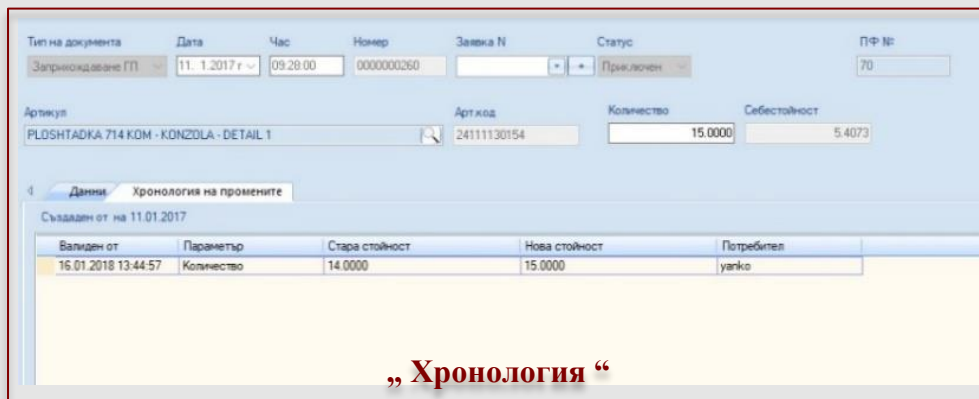 Тип на документа Дата Час Номер Заявка N Статус ПФ №
Заприхождаване ГП 11. 1.2017 г 09:28:00 0000000260 Приключен 70
Артикул Арт.код Количество Себестойност
PLOSHTADKA 714 KOM - KONZOLA - DETAIL 1 24111130154 15.0000 5.4073
Данни Хронология на промените
Създаден от на 11.01.2017
Валиден от Параметър Стара стойност Нова стойност Потребител
16.01.2018 13:44:57 Количество 14.0000 15.0000 yanko
„ Хронология “